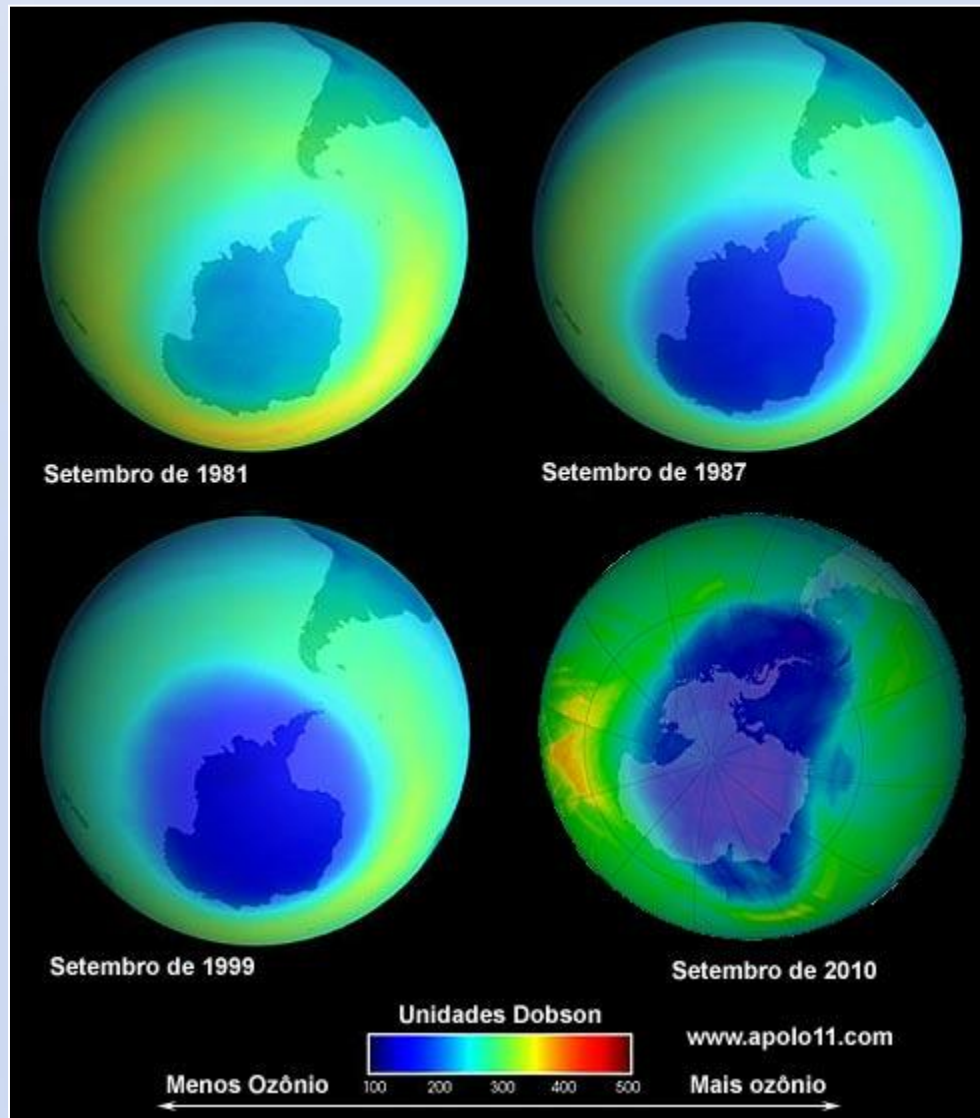 Setembro de 1981
Setembro de 1987
Setembro de 1999
Setembro de 2010
Unidades Dobson
www.apolo11.com
Menos Ozônio
100 200 300 400 500
Mais ozônio